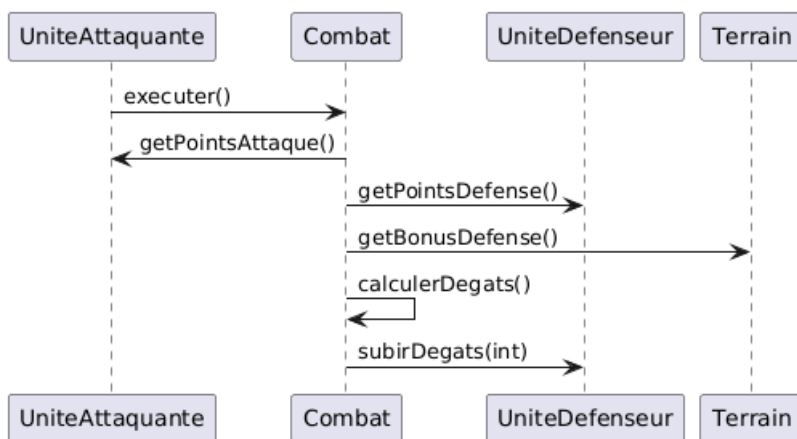 UniteAttaquante Combat UniteDefenseur Terrain
executer()
getPointsAttaque()
getPointsDefense()
getBonusDefense()
calculerDegats()
subirDegats(int)
UniteAttaquante Combat UniteDefenseur Terrain